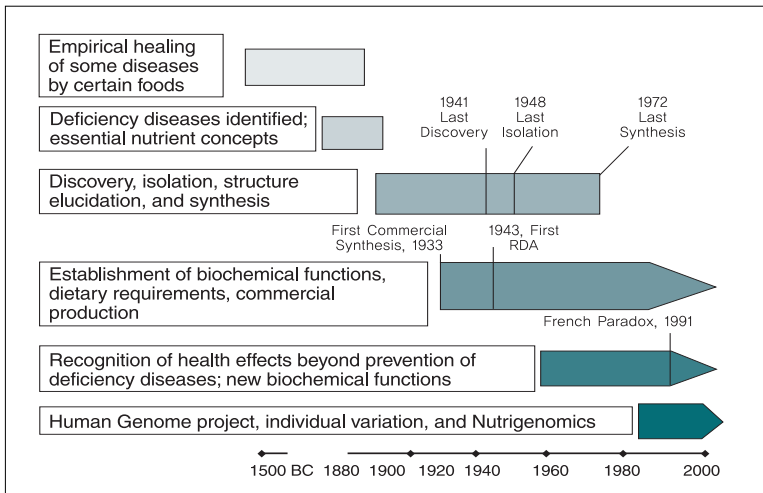 Empirical healing
of some diseases
by certain foods
Deficiency diseases identified;
essential nutrient concepts
1941
Last
Discovery
1948
Last
Isolation
1972
Last
Synthesis
Discovery, isolation, structure
elucidation, and synthesis
First Commercial
Synthesis, 1933
1943, First
RDA
Establishment of biochemical functions,
dietary requirements, commercial
production
French Paradox, 1991
Recognition of health effects beyond prevention of
deficiency diseases; new biochemical functions
Human Genome project, individual variation, and Nutrigenomics
1500 BC 1880 1900 1920 1940 1960 1980 2000